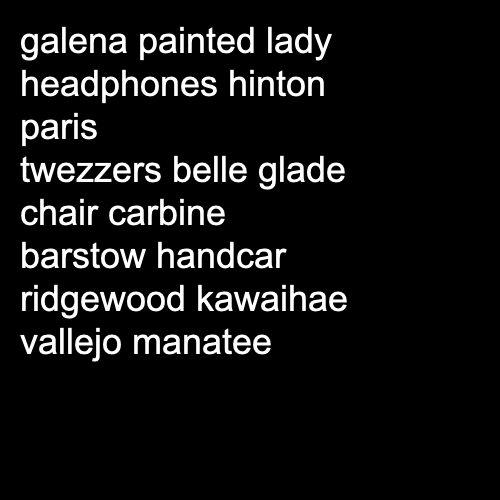 galena painted lady
headphones hinton
paris
twezzers belle glade
chair carbine
barstow handcar
ridgewood kawaihae
vallejo manatee